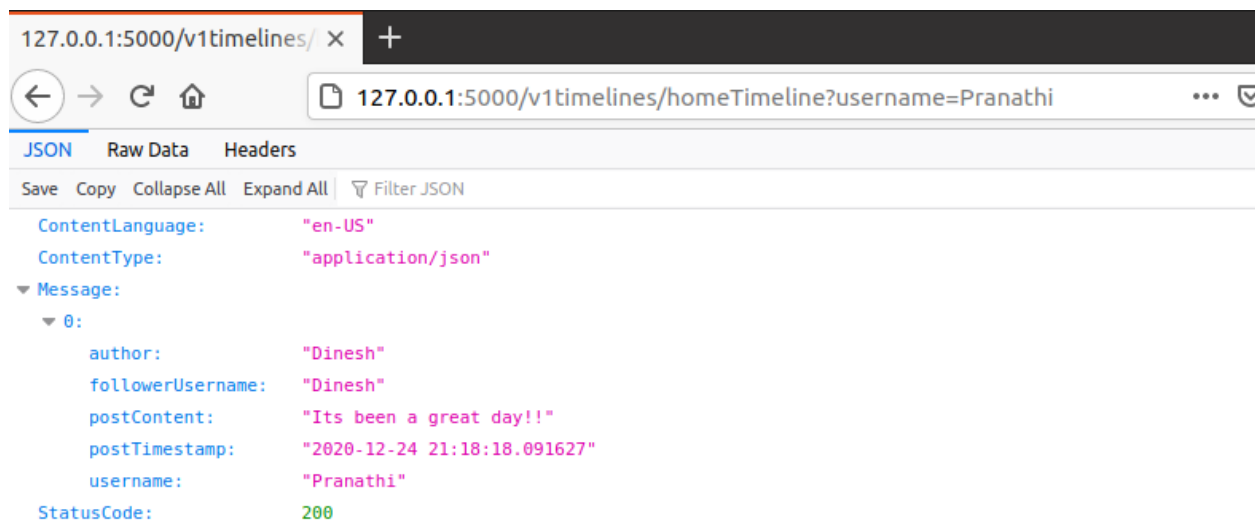 127.0.0.1:5000/v1timelines/
127.0.0.1:5000/v1timelines/homeTimeline?username=Pranathi
JSON Raw Data Headers
Save Copy Collapse All Expand All Filter JSON
ContentLanguage: "en-US"
ContentType: "application/json"
Message:
0:
author: "Dinesh"
followerUsername: "Dinesh"
postContent: "Its been a great day!!"
postTimestamp: "2020-12-24 21:18:18.091627"
username: "Pranathi"
StatusCode: 200